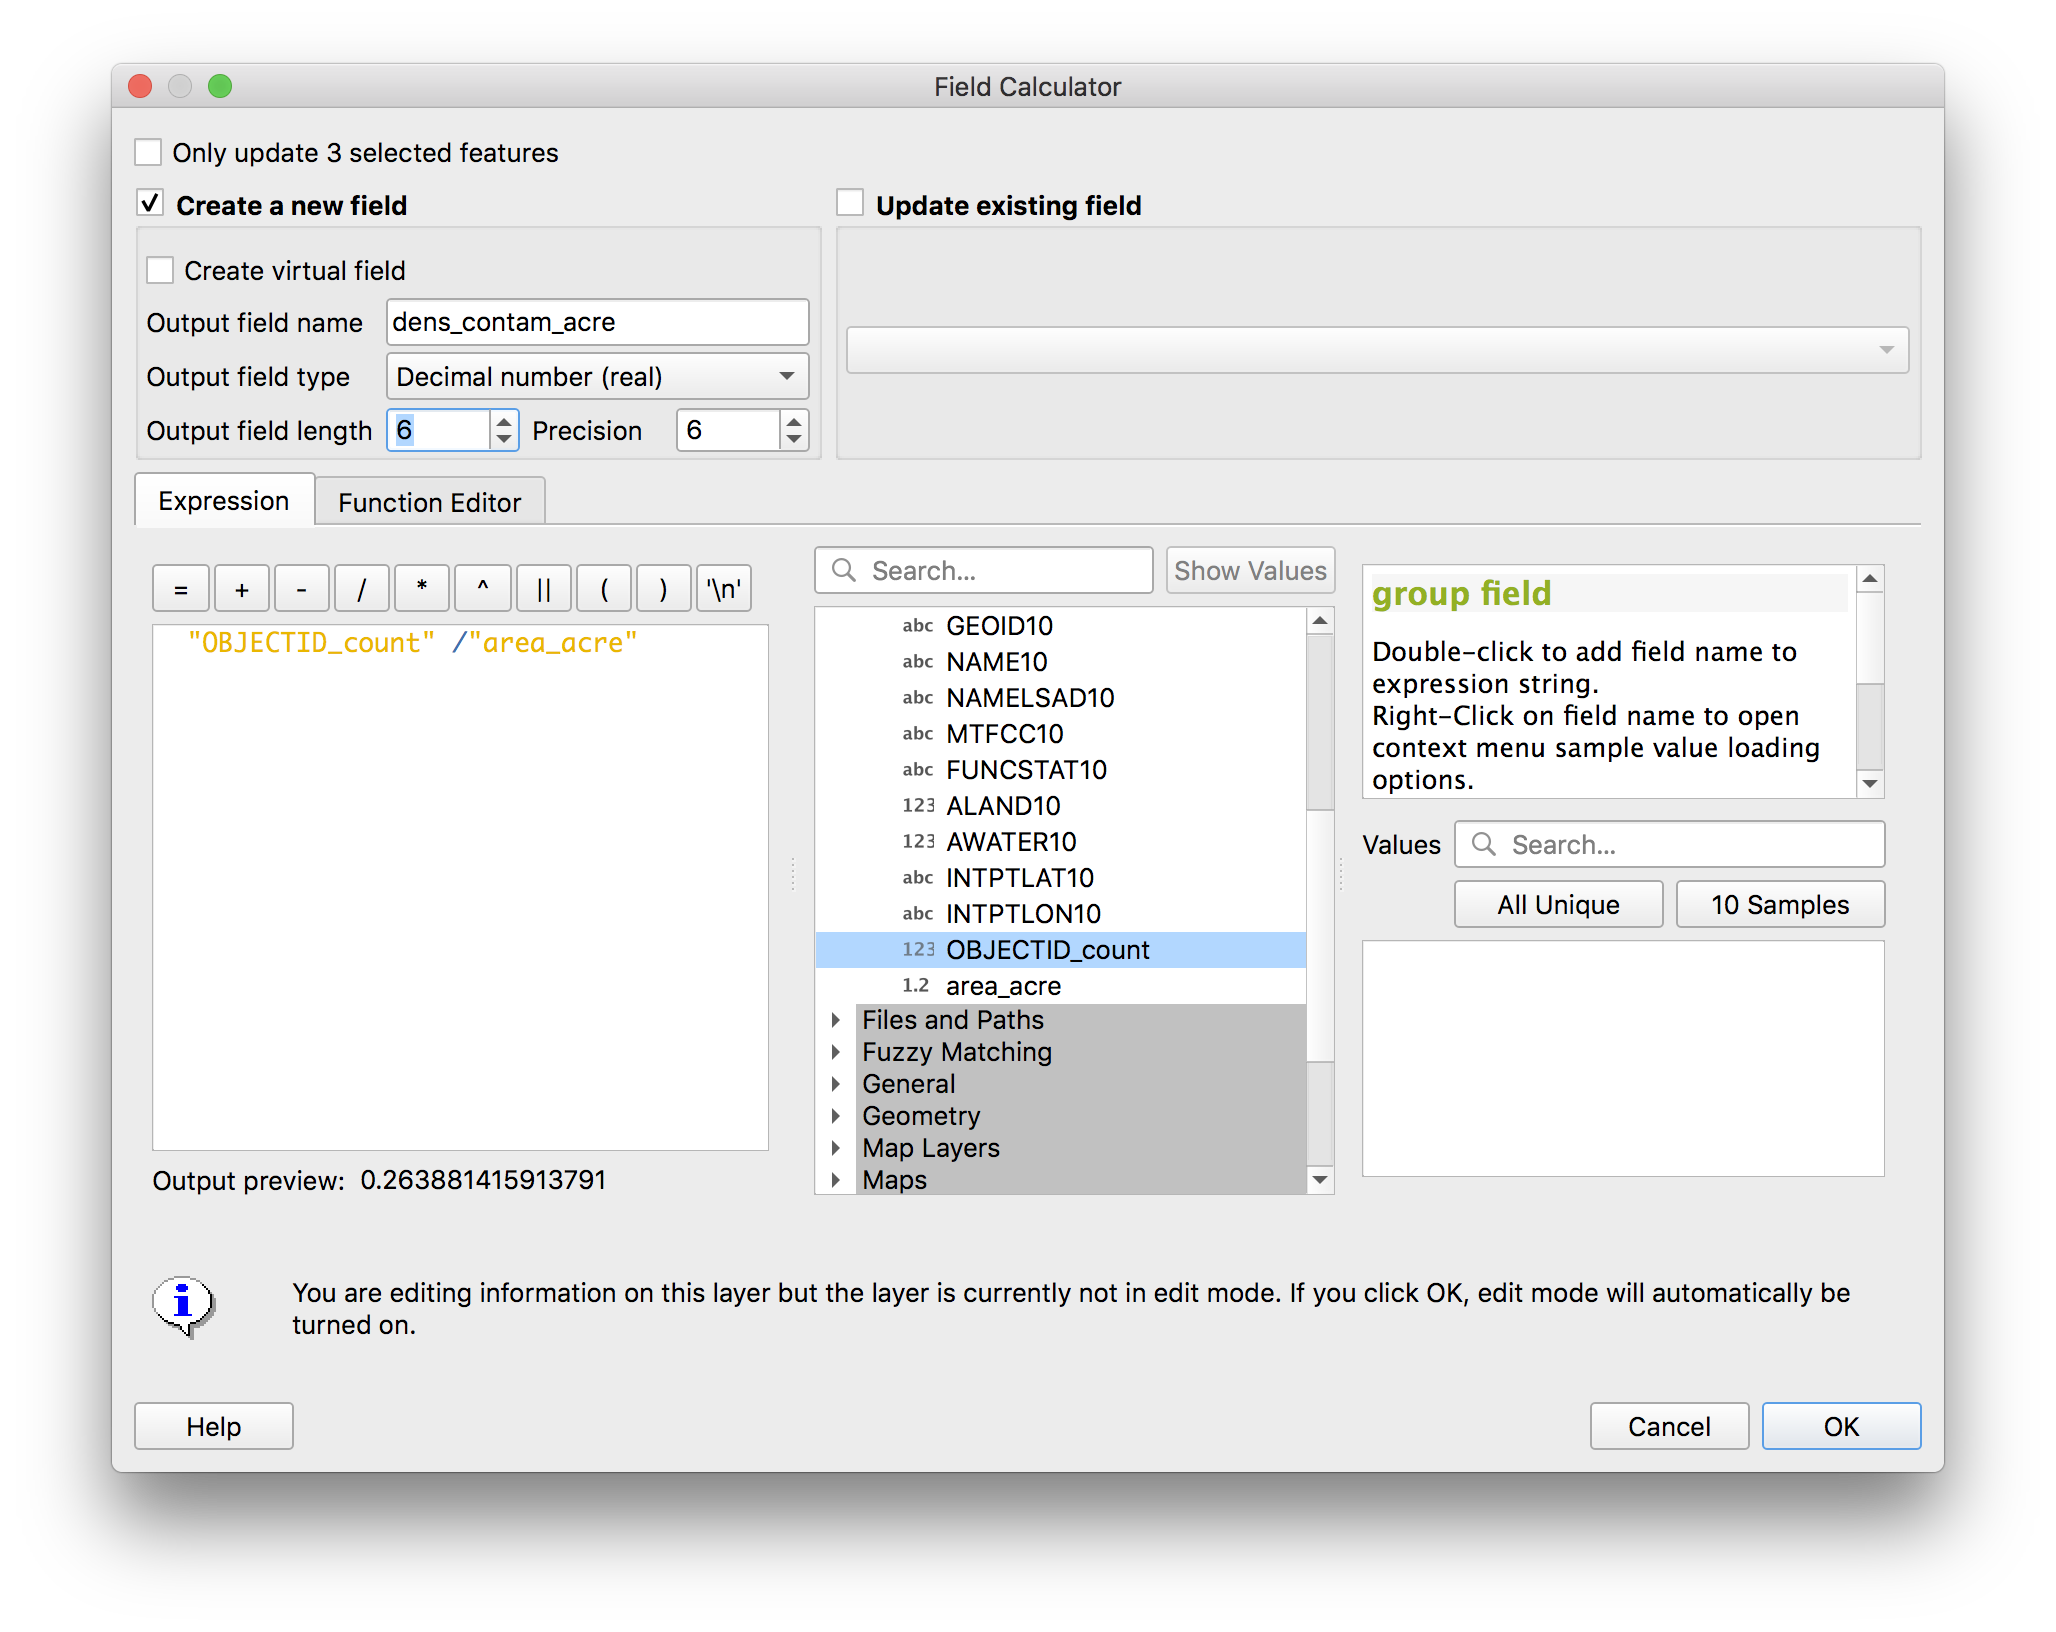 Field Calculator
Only update 3 selected features
Create a new field
Update existing field
Create virtual field
Output field name dens_contam_acre
Output field type Decimal number (real)
Output field length 6 Precision 6
Expression Function Editor
= + - / * ^ || ( ) '\n'
"OBJECTID_count" /"area_acre"
Output preview: 0.263881415913791
Search... Show Values
abc GEOID10
abc NAME10
abc NAMELSAD10
abc MTFCC10
abc FUNCSTAT10
123 ALAND10
123 AWATER10
abc INTPTLAT10
abc INTPTLON10
123 OBJECTID_count
1.2 area_acre
Files and Paths
Fuzzy Matching
General
Geometry
Map Layers
Maps
group field
Double-click to add field name to
expression string.
Right-Click on field name to open
context menu sample value loading
options.
Values Search...
All Unique 10 Samples
You are editing information on this layer but the layer is currently not in edit mode. If you click OK, edit mode will automatically be
turned on.
Help Cancel OK